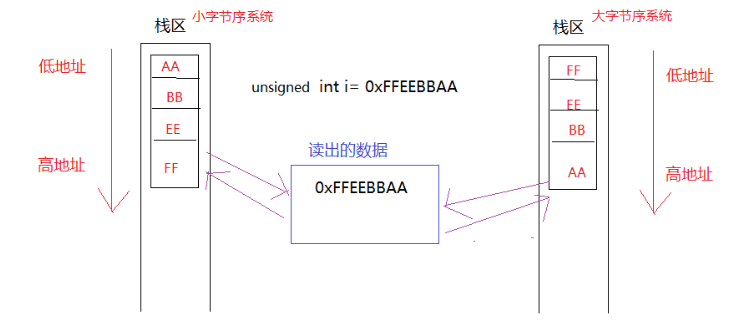 栈区 小字节序系统
低地址
AA
BB
EE
FF
高地址
unsigned int i= 0xFFEEBBAA
读出的数据
0xFFEEBBAA
栈区 大字节序系统
FF
EE
BB
AA
低地址
高地址